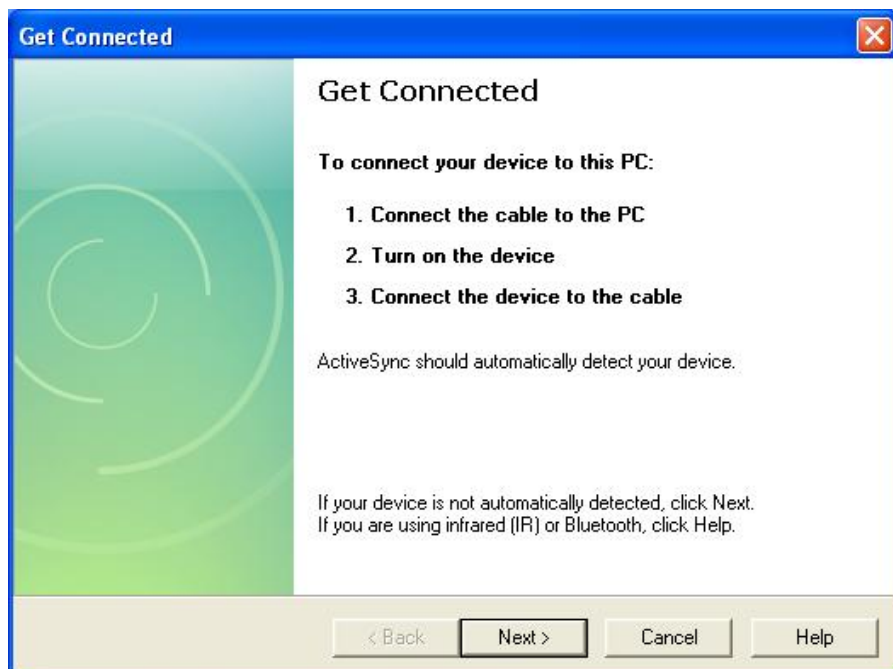 Get Connected
Get Connected
To connect your device to this PC:
1. Connect the cable to the PC
2. Turn on the device
3. Connect the device to the cable
ActiveSync should automatically detect your device.
If your device is not automatically detected, click Next.
If you are using infrared (IR) or Bluetooth, click Help.
< Back Next > Cancel Help